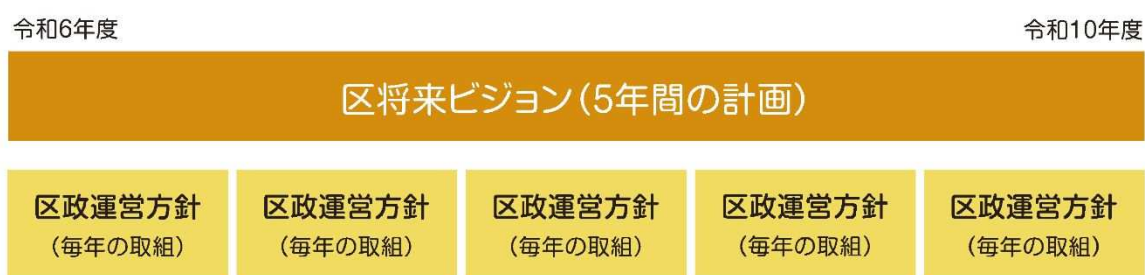 令和6年度
令和10年度
区将来ビジョン(5年間の計画)
区政運営方針
(毎年の取組)
区政運営方針
(毎年の取組)
区政運営方針
(毎年の取組)
区政運営方針
(毎年の取組)
区政運営方針
(毎年の取組)